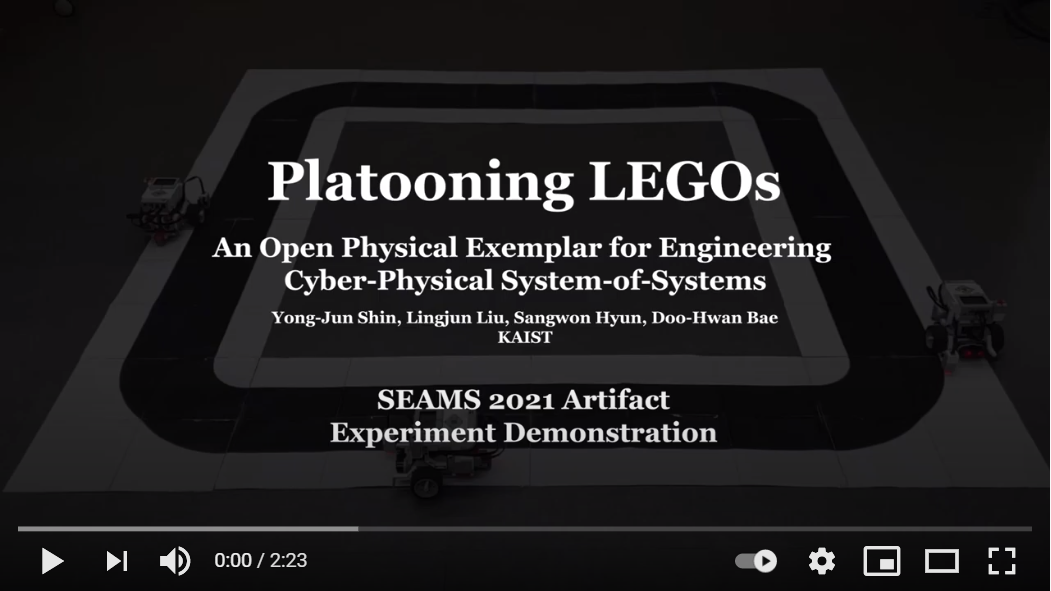 Platooning LEGOs
An Open Physical Exemplar for Engineering
Cyber-Physical System-of-Systems
Yong-Jun Shin, Lingjun Liu, Sangwon Hyun, Doo-Hwan Bae
KAIST
SEAMS 2021 Artifact
Experiment Demonstration
0:00 / 2:23